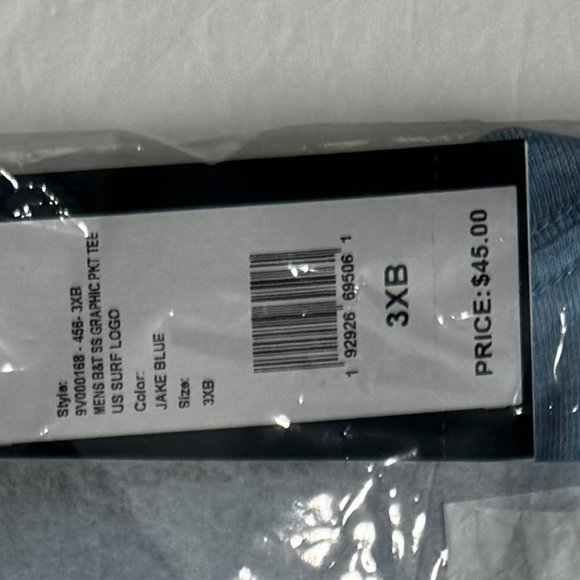 Style:
9V000168 - 456- 3XB
MENS B&T SS GRAPHIC PKT TEE
US SURF LOGO
Color:
JAKE BLUE
Size:
3XB
1 92926 69506 1
3XB
PRICE: $45.00